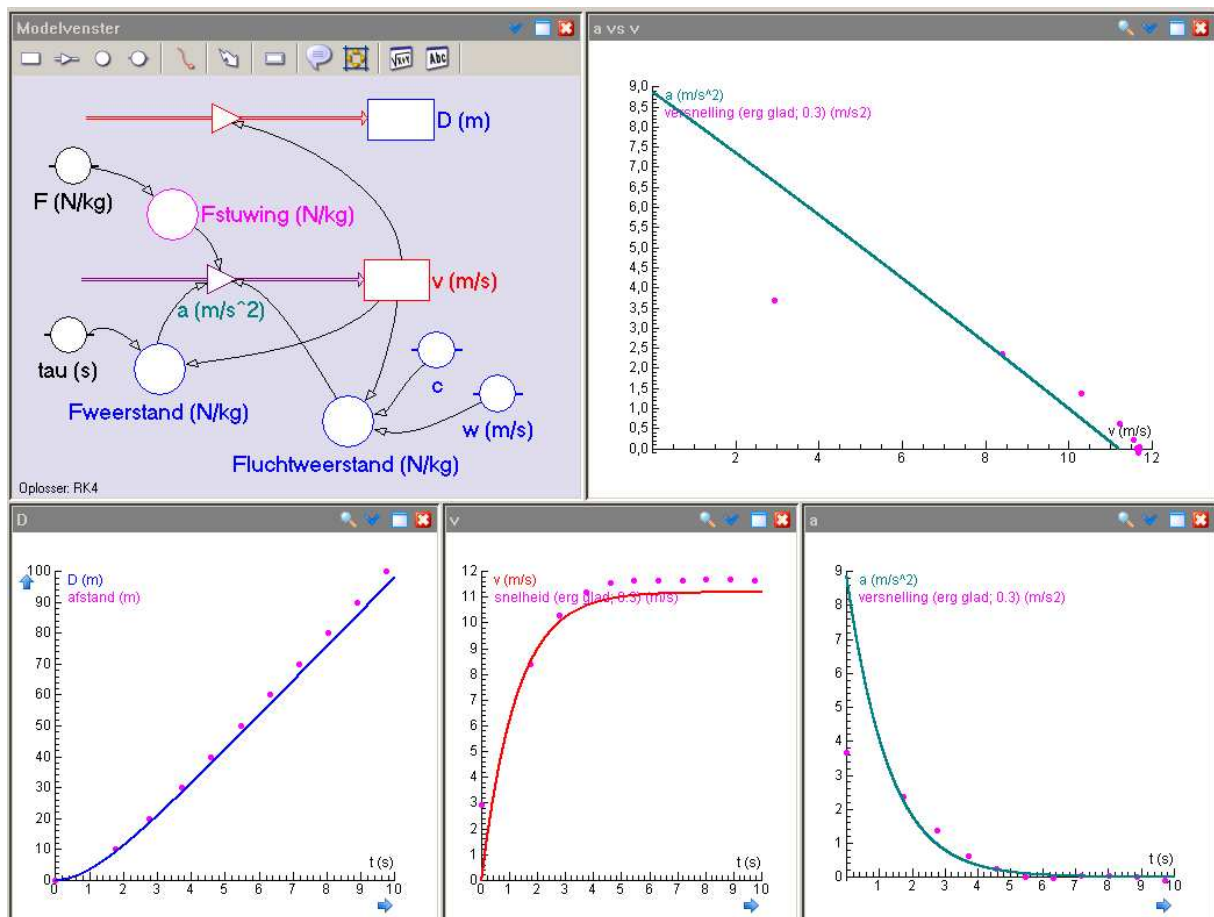 Modelvenster
√x+Y
Abc
D (m)
F (N/kg)
Fstuwing (N/kg)
v (m/s)
a (m/s^2)
tau (s)
c
Fweerstand (N/kg)
w (m/s)
Fluchtweerstand (N/kg)
Oplosser: RK4
a vs v
9,0
8,5
8,0
7,5
7,0
6,5
6,0
5,5
5,0
4,5
4,0
3,5
3,0
2,5
2,0
1,5
1,0
0,5
0,0
a (m/s^2)
versnelling (erg glad; 0.3) (m/s2)
v (m/s)
2 4 6 8 10 12
D
100
90
80
70
60
50
40
30
20
10
0
D (m)
afstand (m)
t (s)
0 1 2 3 4 5 6 7 8 9 10
v
12
11
10
9
8
7
6
5
4
3
2
1
0
v (m/s)
snelheid (erg glad; 0.3) (m/s)
t (s)
0 1 2 3 4 5 6 7 8 9 10
a
9
8
7
6
5
4
3
2
1
0
a (m/s^2)
versnelling (erg glad; 0.3) (m/s2)
t (s)
1 2 3 4 5 6 7 8 9 10